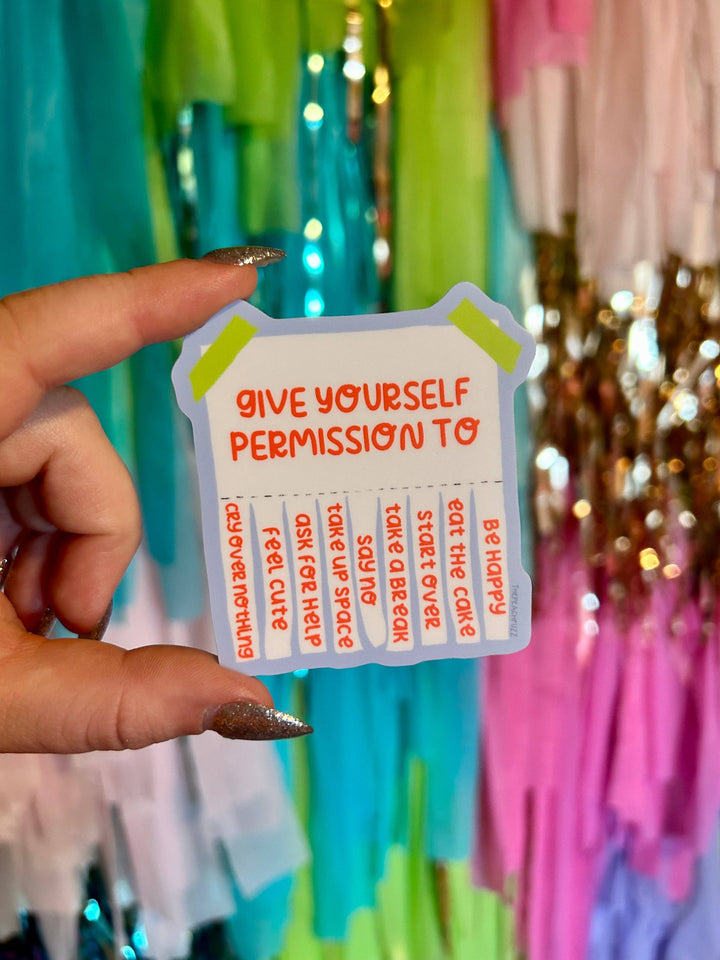 GIVE YOURSELF
PERMISSION TO
cry over nothing
feel cute
ask for help
take up space
say no
take a break
start over
eat the cake
Be Happy
THEPEACHFUZZ